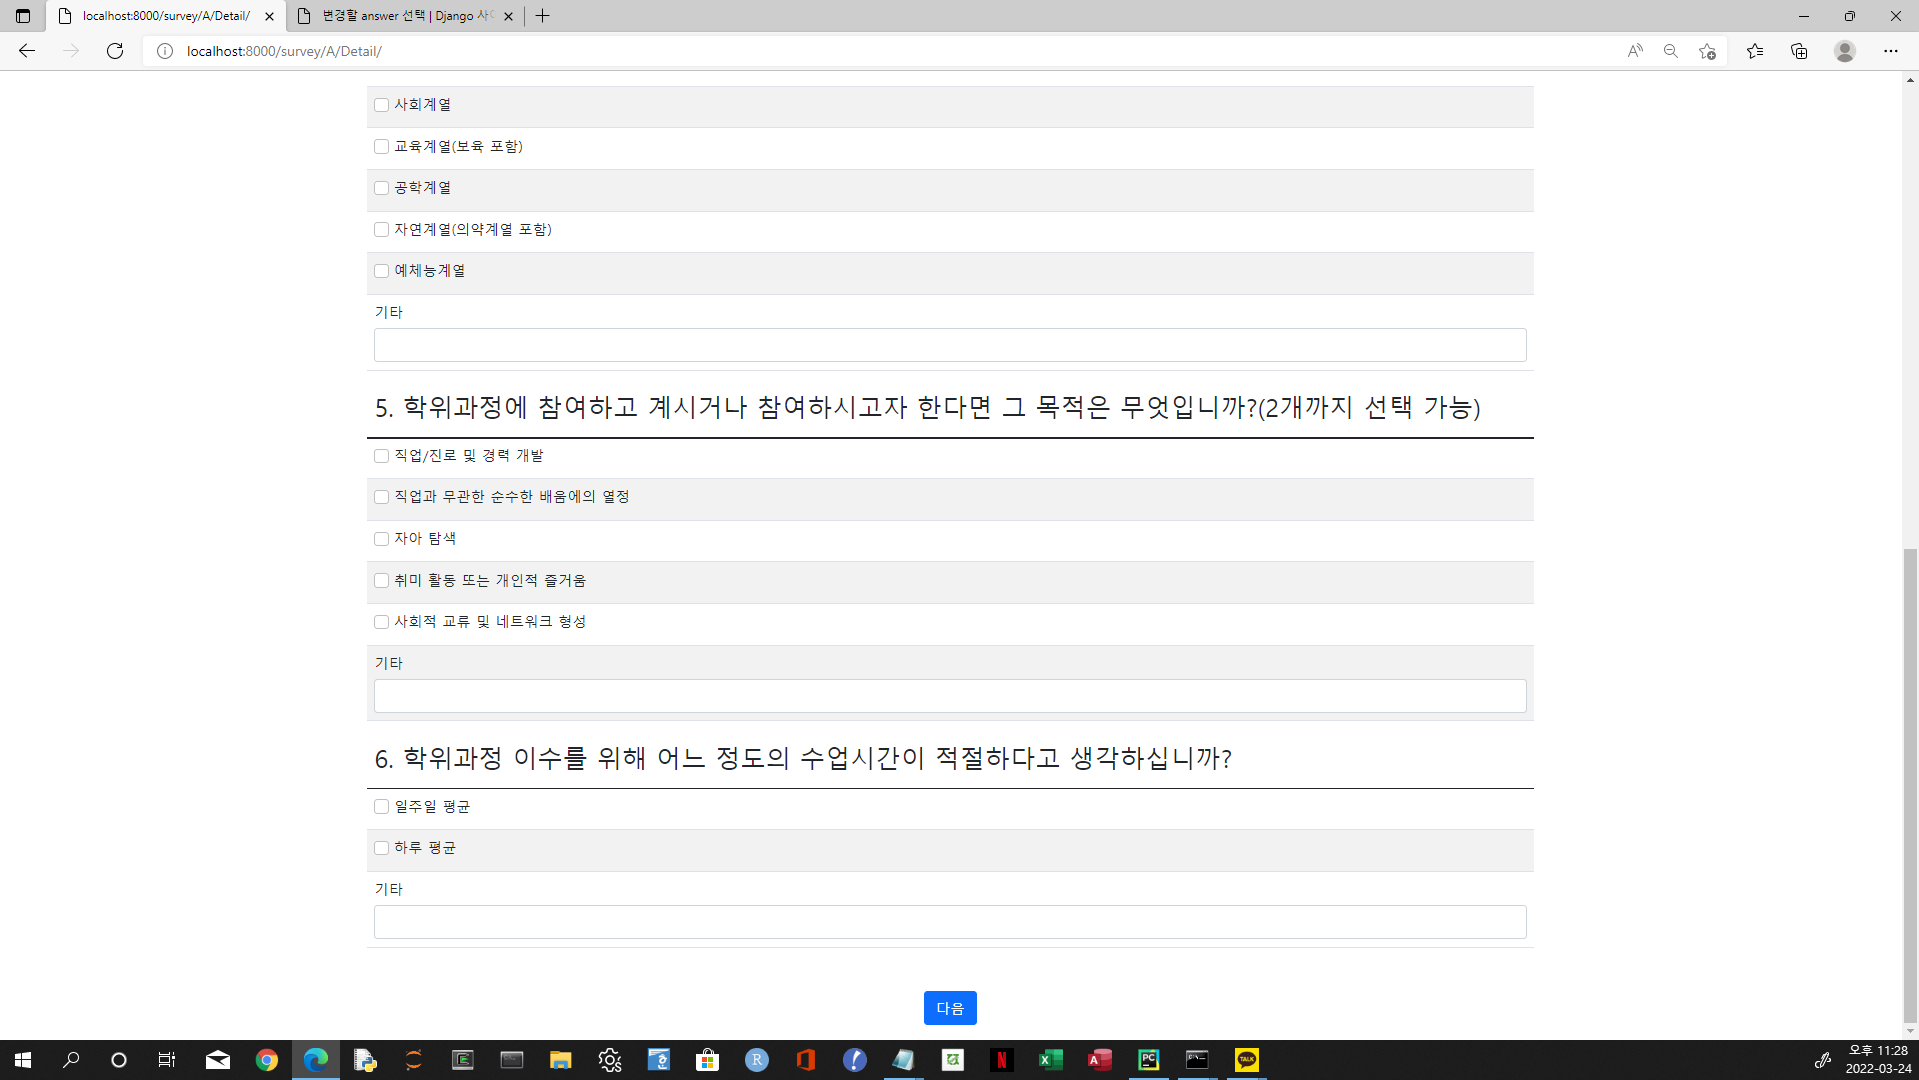 localhost:8000/survey/A/Detail/
변경할 answer 선택 | Django 사이
localhost:8000/survey/A/Detail/
사회계열
교육계열(보육 포함)
공학계열
자연계열(의약계열 포함)
예체능계열
기타
5. 학위과정에 참여하고 계시거나 참여하시고자 한다면 그 목적은 무엇입니까?(2개까지 선택 가능)
직업/진로 및 경력 개발
직업과 무관한 순수한 배움에의 열정
자아 탐색
취미 활동 또는 개인적 즐거움
사회적 교류 및 네트워크 형성
기타
6. 학위과정 이수를 위해 어느 정도의 수업시간이 적절하다고 생각하십니까?
일주일 평균
하루 평균
기타
다음
오후 11:28
2022-03-24